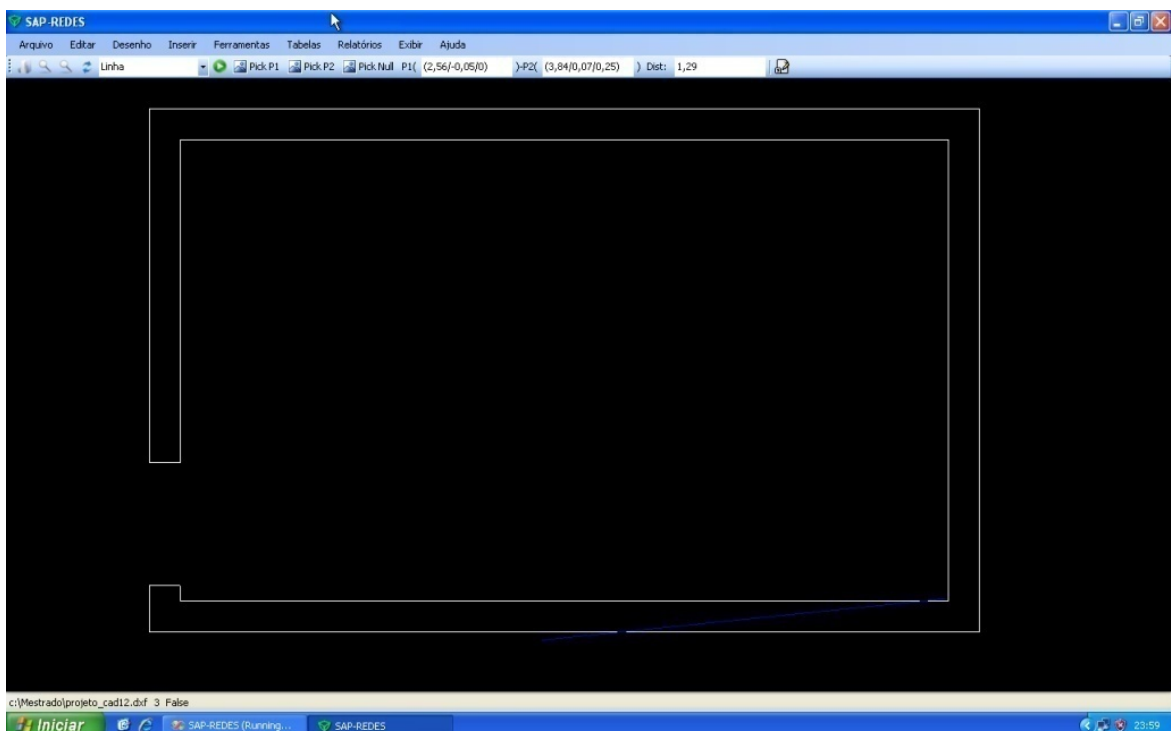 SAP-REDES
Arquivo Editar Desenho Inserir Ferramentas Tabelas Relatórios Exibir Ajuda
Linha Pick P1 Pick P2 Pick Null P1( (2,56/-0,05/0) )-P2( (3,84/0,07/0,25) ) Dist: 1,29
c:\Mestrado\projeto_cad12.dxf 3 False
Iniciar SAP-REDES (Running... SAP-REDES 23:59